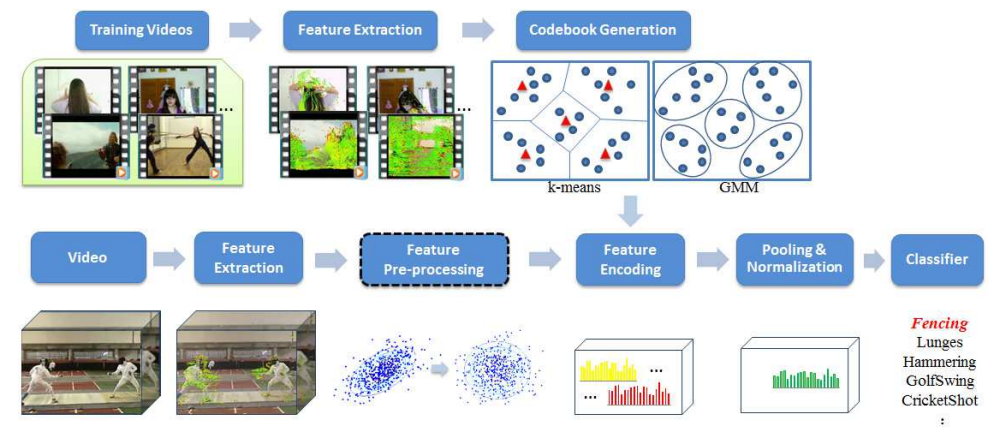 Training Videos
Feature Extraction
Codebook Generation
...
...
k-means
GMM
Video
Feature
Extraction
Feature
Pre-processing
Feature
Encoding
Pooling &
Normalization
Classifier
...
...
Fencing
Lunges
Hammering
GolfSwing
CricketShot
: